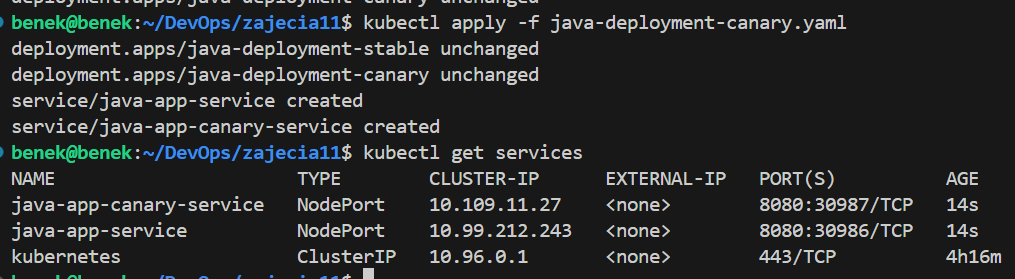 deployment.apps/java-deployment-canary unchanged
benek@benek:~/DevOps/zajecia11$ kubectl apply -f java-deployment-canary.yaml
deployment.apps/java-deployment-stable unchanged
deployment.apps/java-deployment-canary unchanged
service/java-app-service created
service/java-app-canary-service created
benek@benek:~/DevOps/zajecia11$ kubectl get services
NAME TYPE CLUSTER-IP EXTERNAL-IP PORT(S) AGE
java-app-canary-service NodePort 10.109.11.27 <none> 8080:30987/TCP 14s
java-app-service NodePort 10.99.212.243 <none> 8080:30986/TCP 14s
kubernetes ClusterIP 10.96.0.1 <none> 443/TCP 4h16m
benek@benek:~/DevOps/zajecia11$